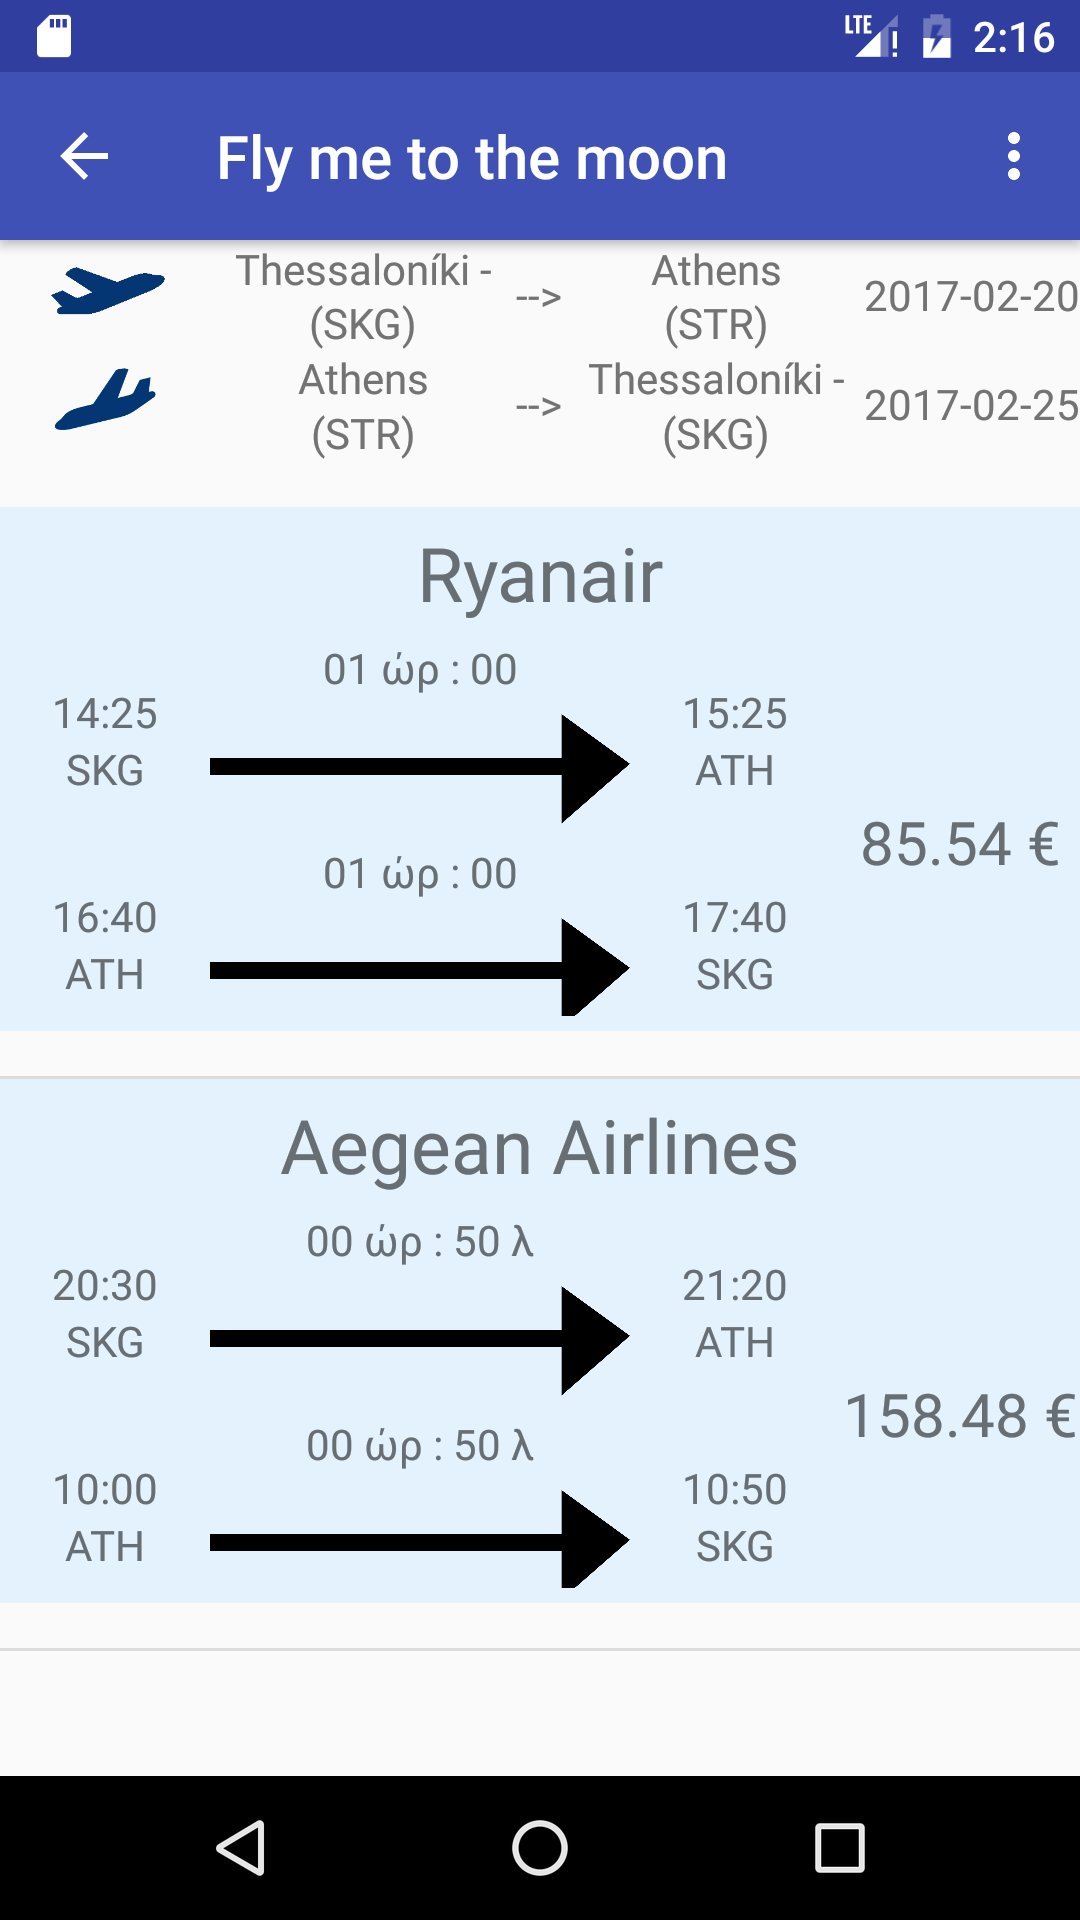 LTE 2:16
Fly me to the moon
Thessaloníki - Athens
--> 2017-02-20
(SKG) (STR)
Athens Thessaloníki -
--> 2017-02-25
(STR) (SKG)
Ryanair
01 ώρ : 00
14:25 15:25
SKG ATH
85.54 €
01 ώρ : 00
16:40 17:40
ATH SKG
Aegean Airlines
00 ώρ : 50 λ
20:30 21:20
SKG ATH
158.48 €
00 ώρ : 50 λ
10:00 10:50
ATH SKG